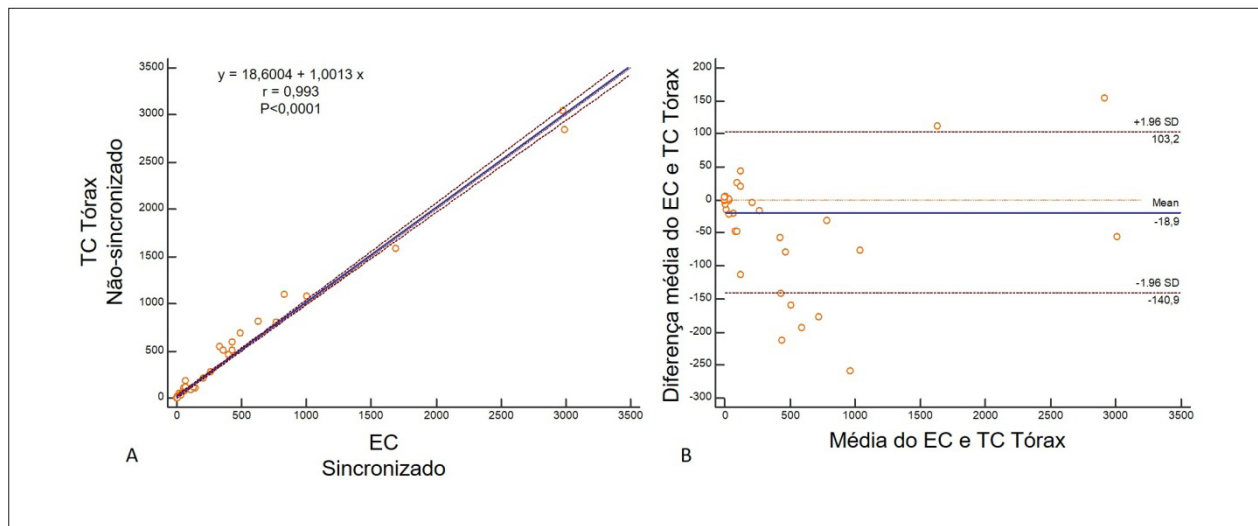 y = 18,6004 + 1,0013 x
r = 0,993
P<0,0001
TC Tórax
Não-sincronizado
3500
3000
2500
2000
1500
1000
500
0
0 500 1000 1500 2000 2500 3000 3500
EC
Sincronizado
A
Diferença média do EC e TC Tórax
200
150
100
50
0
-50
-100
-150
-200
-250
-300
+1.96 SD
103,2
Mean
-18,9
-1.96 SD
-140,9
0 500 1000 1500 2000 2500 3000 3500
Média do EC e TC Tórax
B